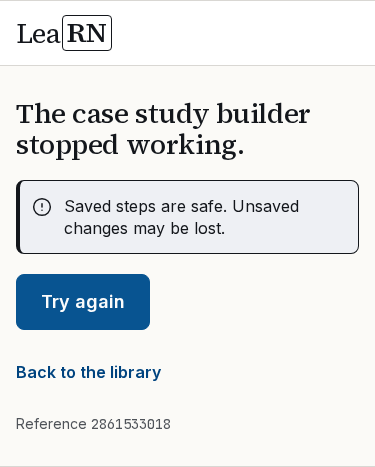 LeaRN
The case study builder
stopped working.
Saved steps are safe. Unsaved
changes may be lost.
Try again
Back to the library
Reference 2861533018